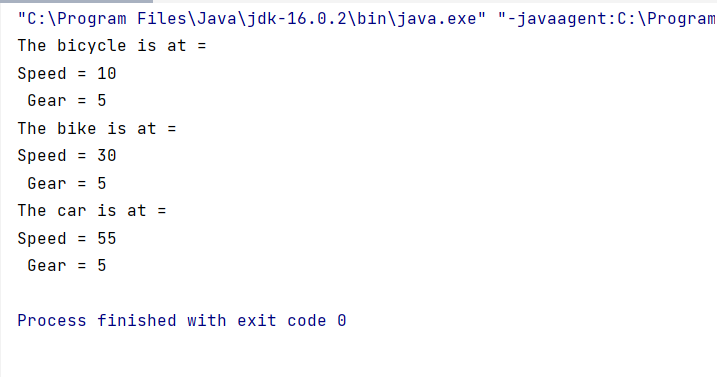 "C:\Program Files\Java\jdk-16.0.2\bin\java.exe" "-javaagent:C:\Program
The bicycle is at =
Speed = 10
 Gear = 5
The bike is at =
Speed = 30
 Gear = 5
The car is at =
Speed = 55
 Gear = 5
Process finished with exit code 0